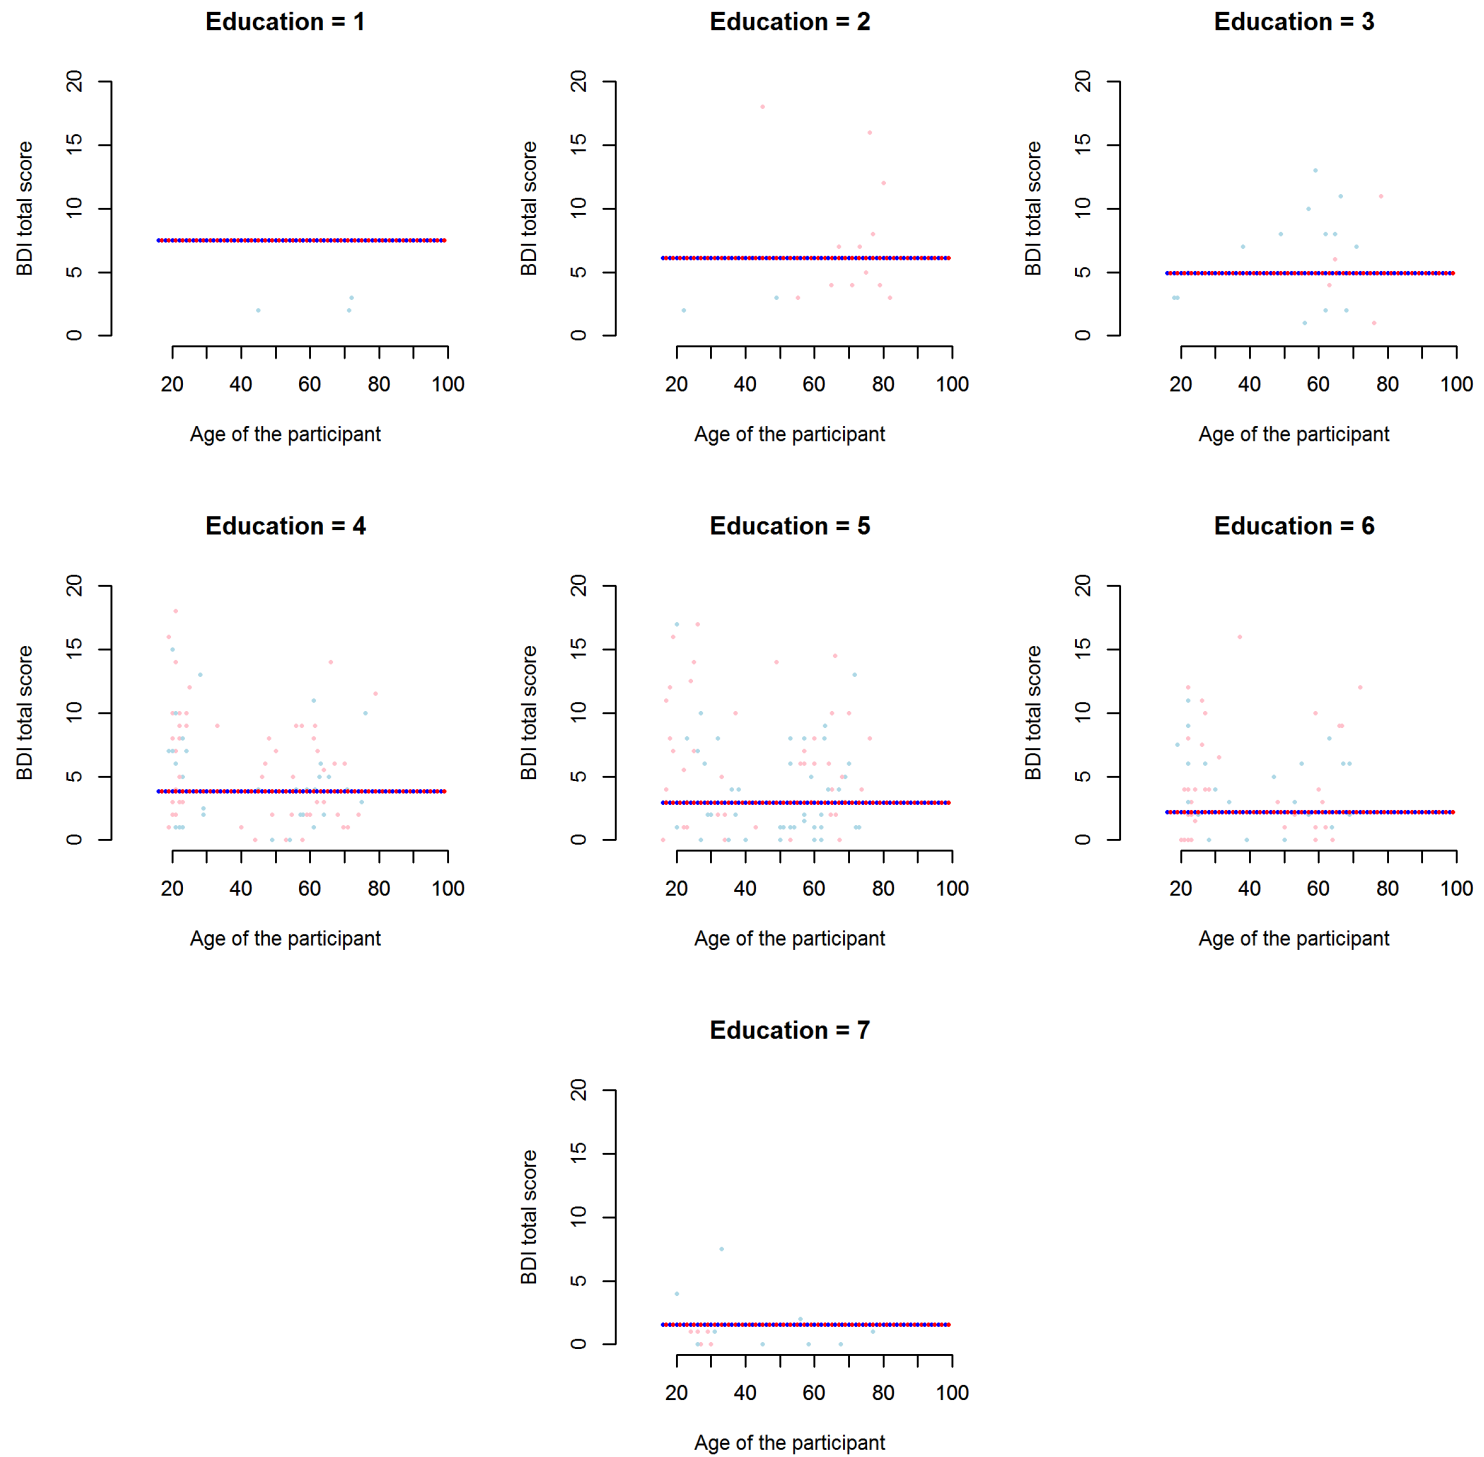 Education = 1
BDI total score
0 5 10 15 20
20 40 60 80 100
Age of the participant
Education = 2
BDI total score
0 5 10 15 20
20 40 60 80 100
Age of the participant
Education = 3
BDI total score
0 5 10 15 20
20 40 60 80 100
Age of the participant
Education = 4
BDI total score
0 5 10 15 20
20 40 60 80 100
Age of the participant
Education = 5
BDI total score
0 5 10 15 20
20 40 60 80 100
Age of the participant
Education = 6
BDI total score
0 5 10 15 20
20 40 60 80 100
Age of the participant
Education = 7
BDI total score
0 5 10 15 20
20 40 60 80 100
Age of the participant